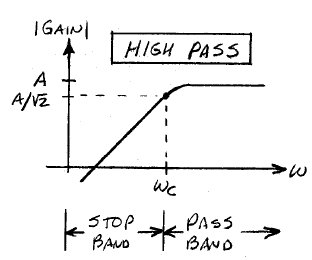 |GAIN|
HIGH PASS
A
A/√2
ωc
ω
STOP BAND
PASS BAND